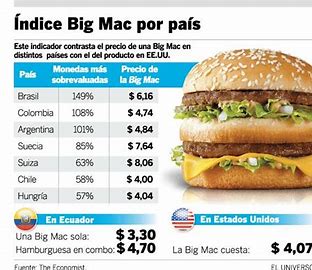 Índice Big Mac por país
Este indicador contrasta el precio de una Big Mac en
distintos países con el del producto en EE.UU.
País Monedas más sobrevaluadas Precio de la Big Mac
Brasil 149% $ 6,16
Colombia 108% $ 4,74
Argentina 101% $ 4,84
Suecia 85% $ 7,64
Suiza 63% $ 8,06
Chile 58% $ 4,00
Hungría 57% $ 4,04
En Ecuador
Una Big Mac sola: $ 3,30
Hamburguesa en combo: $ 4,70
En Estados Unidos
La Big Mac cuesta: $ 4,07
Fuente: The Economist.
EL UNIVERSO